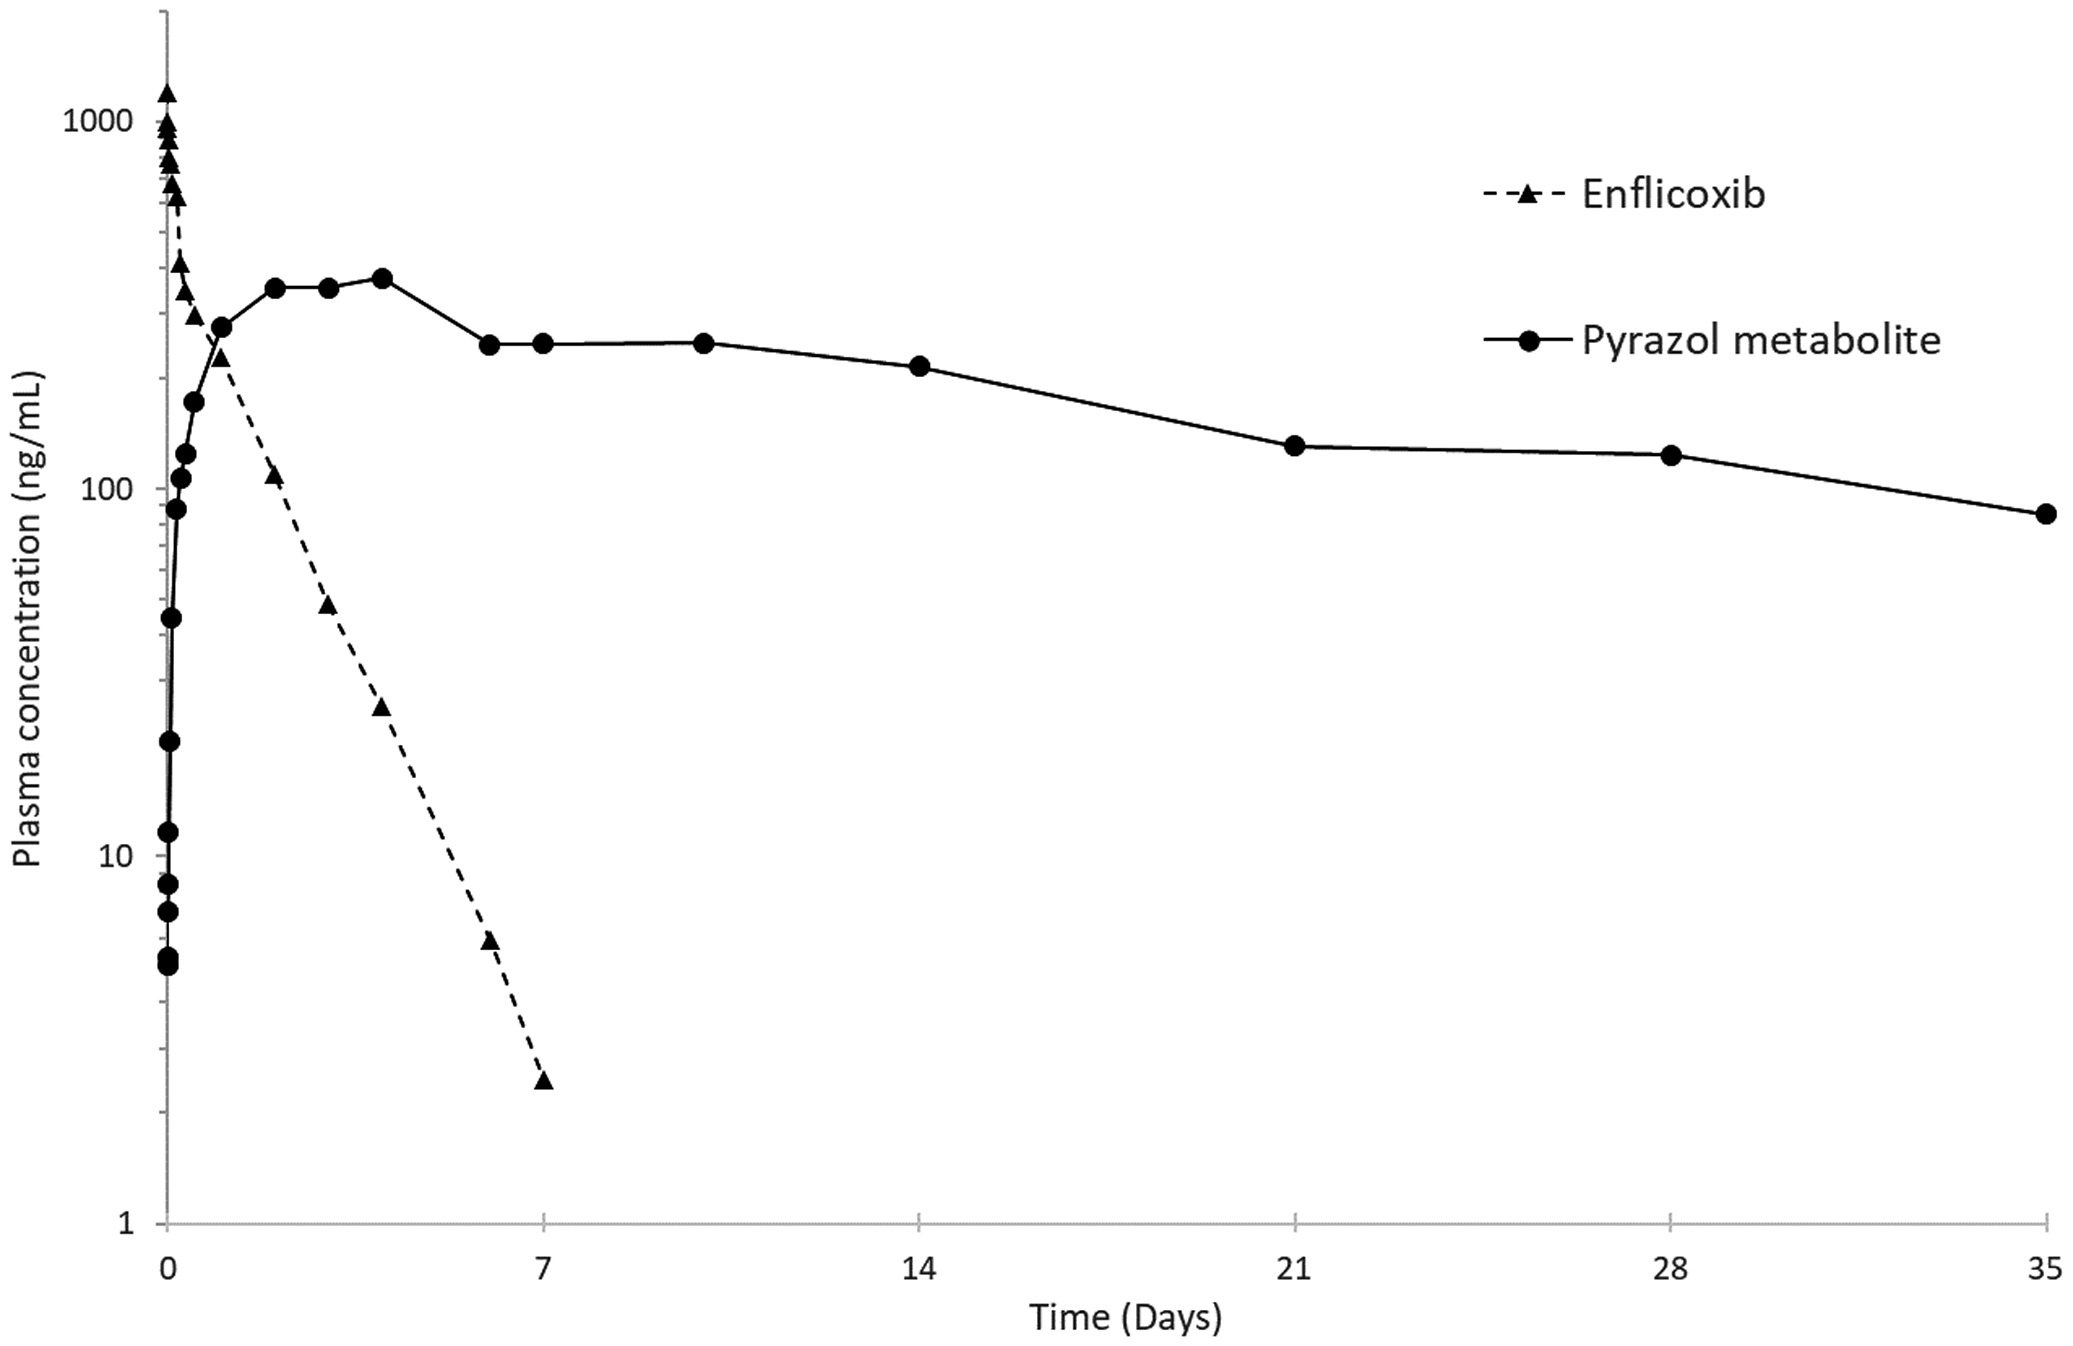 1000
100
10
1
Plasma concentration (ng/mL)
Enflicoxib
Pyrazol metabolite
0 7 14 21 28 35
Time (Days)